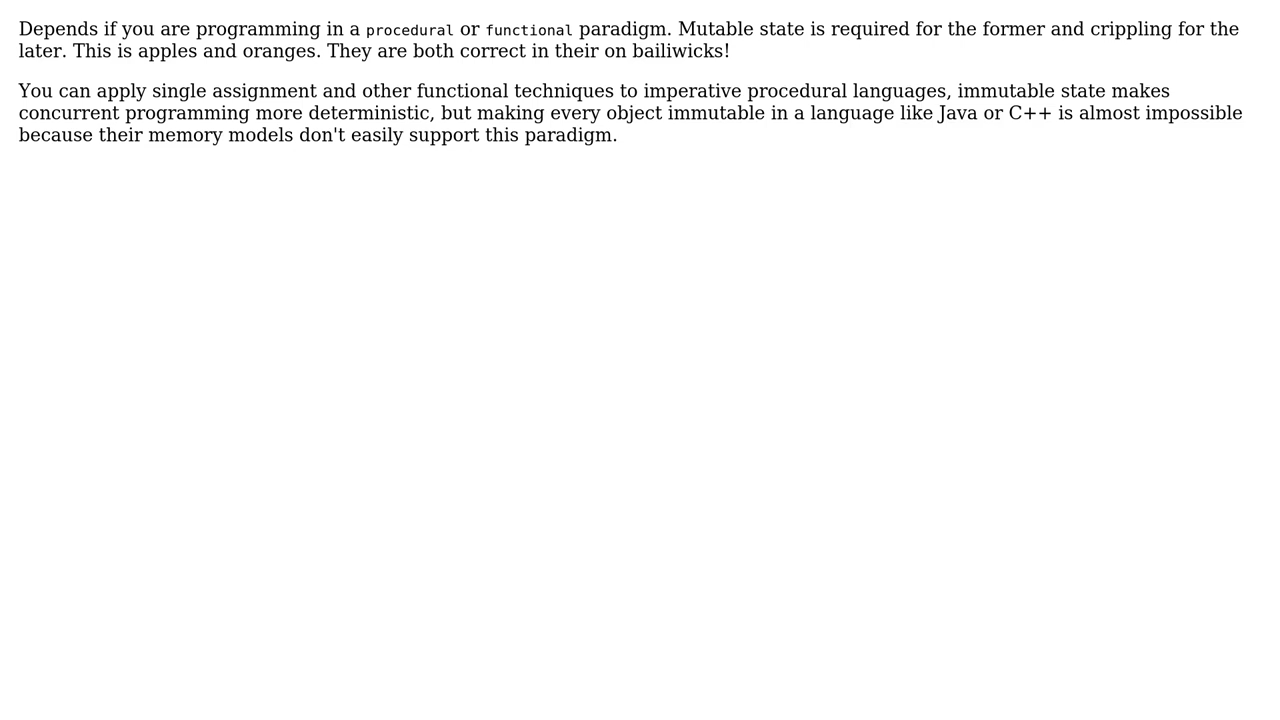 Depends if you are programming in a procedural or functional paradigm. Mutable state is required for the former and crippling for the
later. This is apples and oranges. They are both correct in their on bailiwicks!
You can apply single assignment and other functional techniques to imperative procedural languages, immutable state makes
concurrent programming more deterministic, but making every object immutable in a language like Java or C++ is almost impossible
because their memory models don't easily support this paradigm.